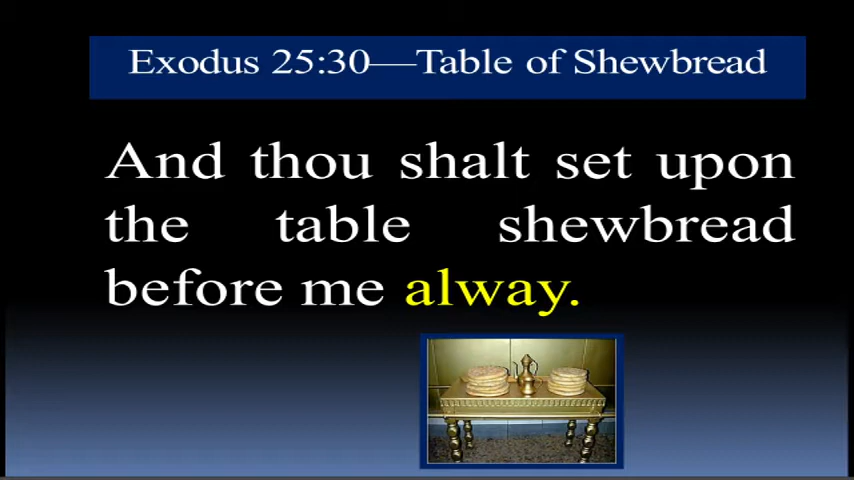 Exodus 25:30—Table of Shewbread
And thou shalt set upon
the table shewbread
before me alway.